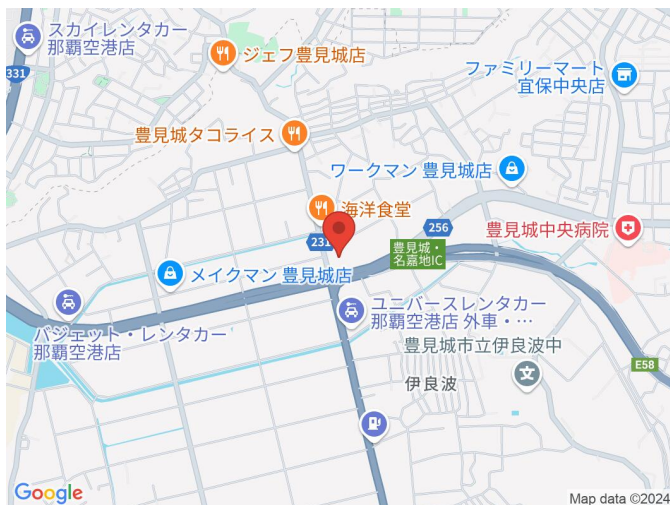 スカイレンタカー
那覇空港店
331
ジェフ豊見城店
ファミリーマート
宜保中央店
豊見城タコライス
ワークマン 豊見城店
海洋食堂
231
256
豊見城・
名嘉地IC
豊見城中央病院
メイクマン 豊見城店
バジェット・レンタカー
那覇空港店
ユニバースレンタカー
那覇空港店 外車・…
豊見城市立伊良波中
伊良波
E58
Google
Map data ©2024